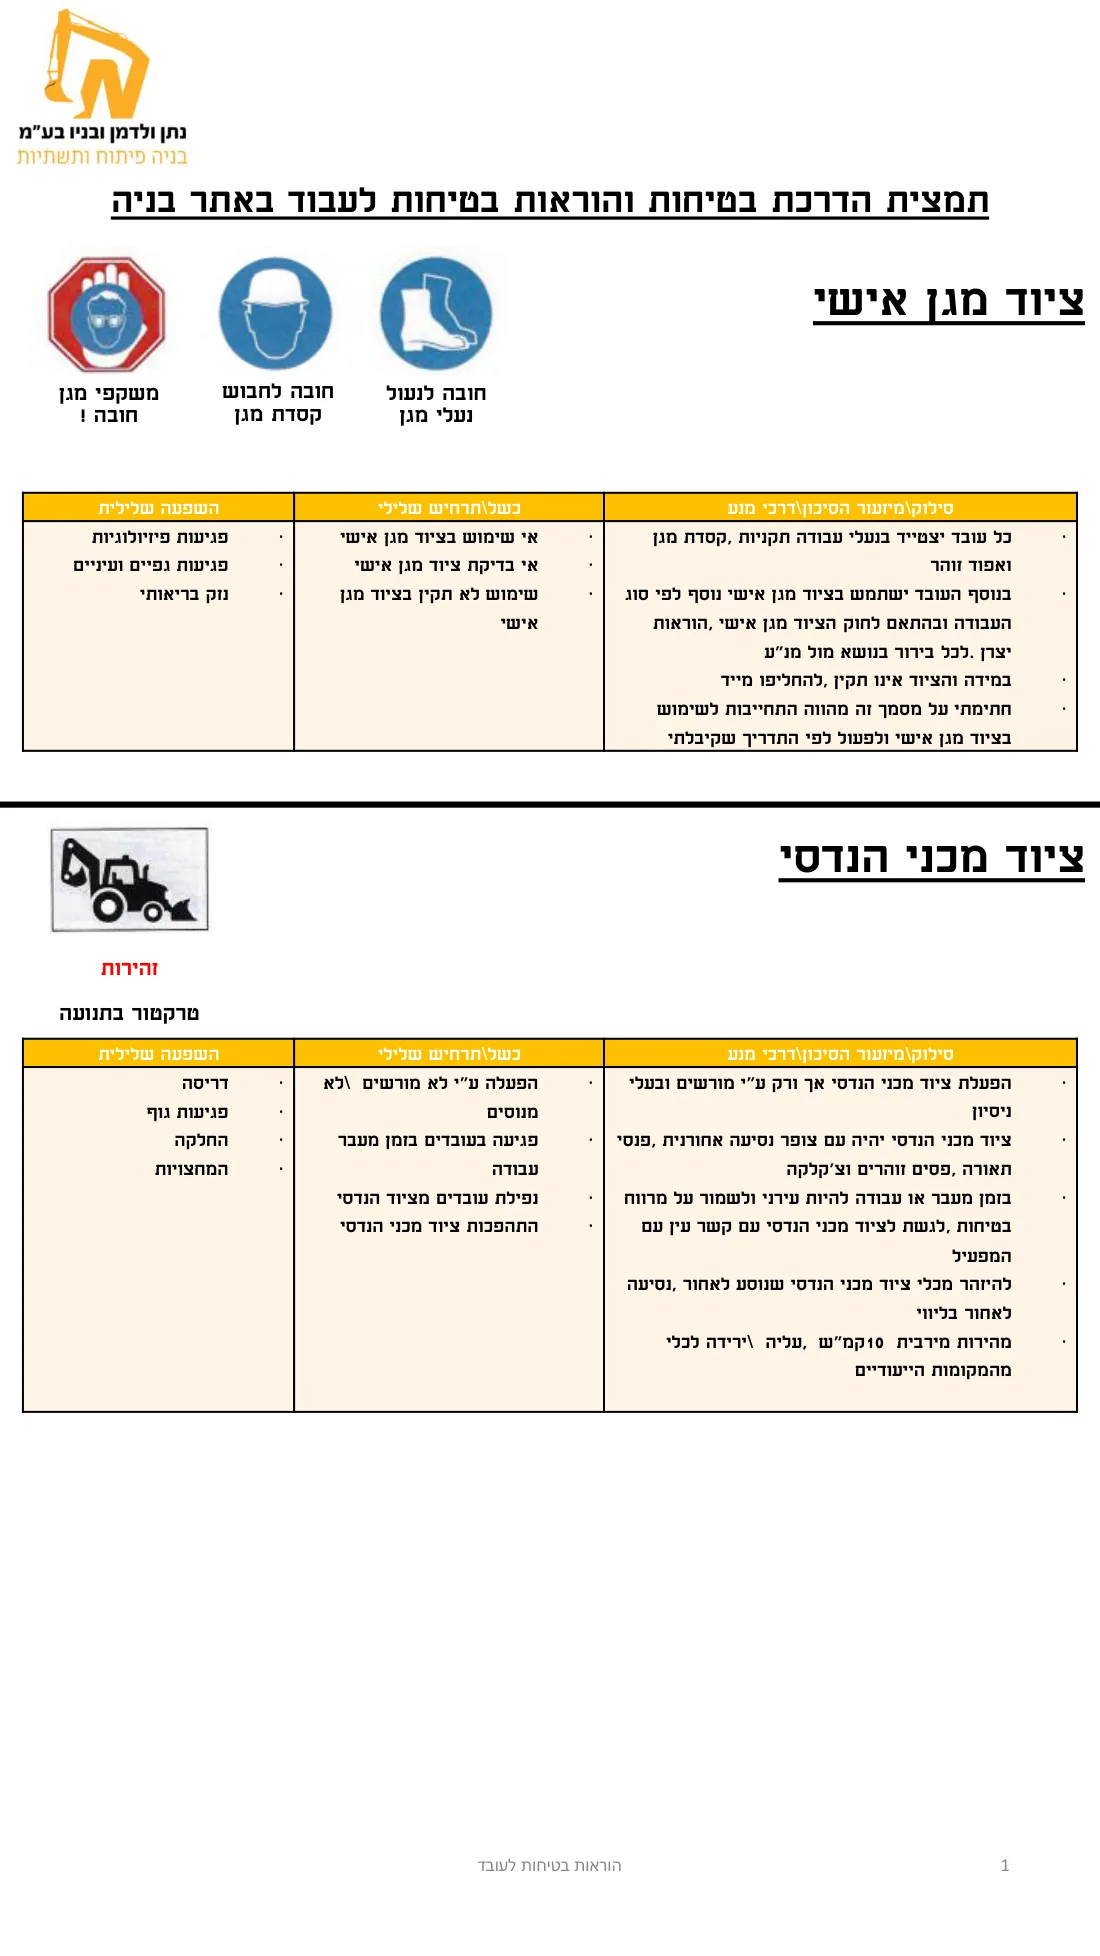 נתן ולדמן ובניו בע"מ
בניה פיתוח ותשתיות
תמצית הדרכת בטיחות והוראות בטיחות לעבוד באתר בניה
ציוד מגן אישי
חובה לנעול
נעלי מגן
חובה לחבוש
קסדת מגן
משקפי מגן
חובה !
סילוק\מיזעור הסיכון\דרכי מנע
כשל\תרחיש שלילי
השפעה שלילית
· כל עובד יצטייד בנעלי עבודה תקניות ,קסדת מגן
ואפוד זוהר
· בנוסף העובד ישתמש בציוד מגן אישי נוסף לפי סוג
העבודה ובהתאם לחוק הציוד מגן אישי ,הוראות
יצרן .לכל בירור בנושא מול מנ"ע
· במידה והציוד אינו תקין ,להחליפו מייד
· חתימתי על מסמך זה מהווה התחייבות לשימוש
בציוד מגן אישי ולפעול לפי התדריך שקיבלתי
· אי שימוש בציוד מגן אישי
· אי בדיקת ציוד מגן אישי
· שימוש לא תקין בציוד מגן
אישי
· פגיעות פיזיולוגיות
· פגיעות גפיים ועיניים
· נזק בריאותי
ציוד מכני הנדסי
זהירות
טרקטור בתנועה
סילוק\מיזעור הסיכון\דרכי מנע
כשל\תרחיש שלילי
השפעה שלילית
· הפעלת ציוד מכני הנדסי אך ורק ע"י מורשים ובעלי
ניסיון
· ציוד מכני הנדסי יהיה עם צופר נסיעה אחורנית ,פנסי
תאורה ,פסים זוהרים וצ'קלקה
· בזמן מעבר או עבודה להיות עירני ולשמור על מרווח
בטיחות ,לגשת לציוד מכני הנדסי עם קשר עין עם
המפעיל
· להיזהר מכלי ציוד מכני הנדסי שנוסע לאחור ,נסיעה
לאחור בליווי
· מהירות מירבית 10קמ"ש ,עליה \ירידה לכלי
מהמקומות הייעודיים
· הפעלה ע"י לא מורשים \לא
מנוסים
· פגיעה בעובדים בזמן מעבר
עבודה
· נפילת עובדים מציוד הנדסי
· התהפכות ציוד מכני הנדסי
· דריסה
· פגיעות גוף
· החלקה
· המחצויות
הוראות בטיחות לעובד
1